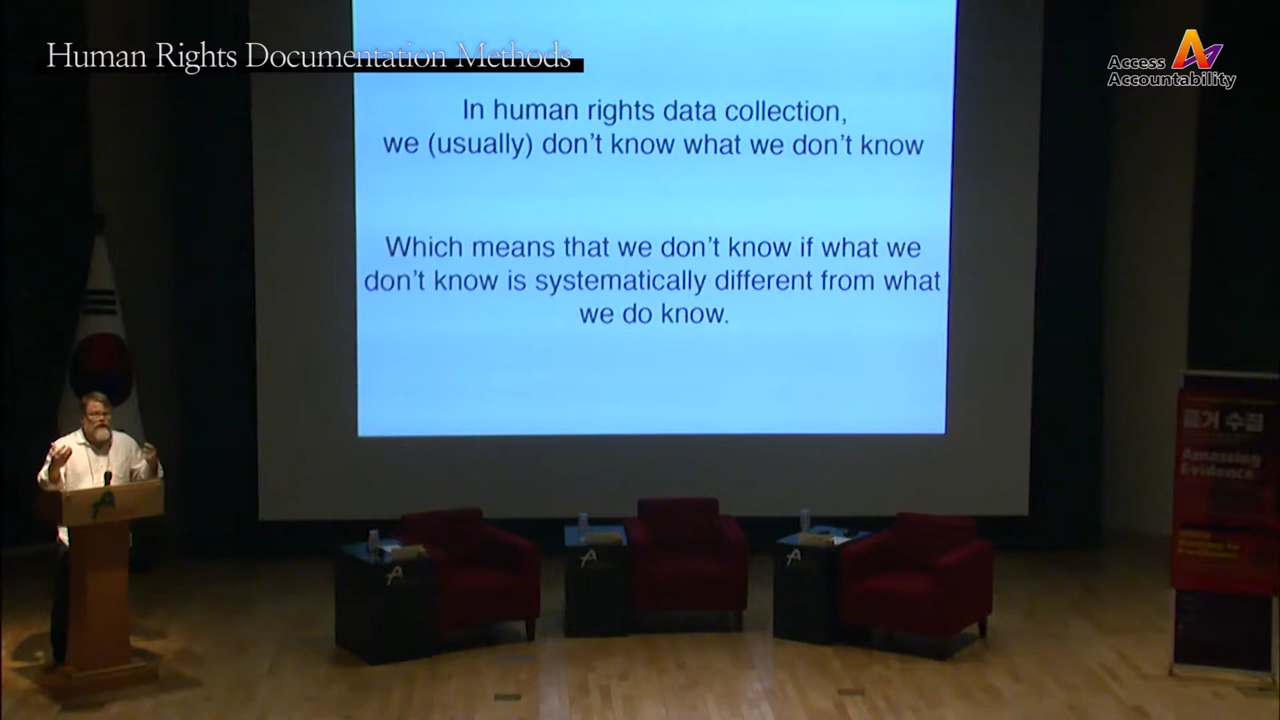 Human Rights Documentation Methods
Access
Accountability
In human rights data collection,
we (usually) don't know what we don't know
Which means that we don't know if what we
don't know is systematically different from what
we do know.
증거 수집
Amassing
Evidence